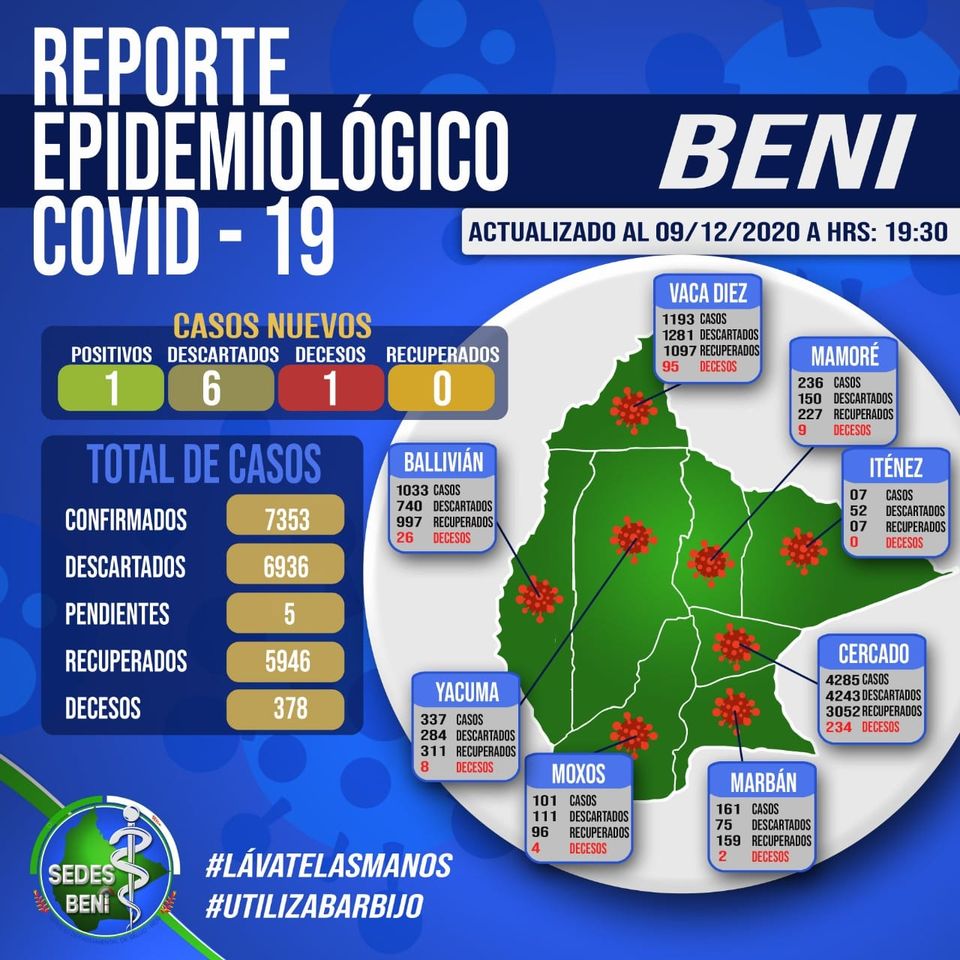 REPORTE
EPIDEMIOLÓGICO
COVID - 19
BENI
ACTUALIZADO AL 09/12/2020 A HRS: 19:30
CASOS NUEVOS
POSITIVOS DESCARTADOS DECESOS RECUPERADOS
1 6 1 0
TOTAL DE CASOS
CONFIRMADOS 7353
DESCARTADOS 6936
PENDIENTES 5
RECUPERADOS 5946
DECESOS 378
VACA DIEZ
1193 CASOS
1281 DESCARTADOS
1097 RECUPERADOS
95 DECESOS
MAMORÉ
236 CASOS
150 DESCARTADOS
227 RECUPERADOS
9 DECESOS
BALLIVIÁN
1033 CASOS
740 DESCARTADOS
997 RECUPERADOS
26 DECESOS
ITÉNEZ
07 CASOS
52 DESCARTADOS
07 RECUPERADOS
0 DECESOS
CERCADO
4285 CASOS
4243 DESCARTADOS
3052 RECUPERADOS
234 DECESOS
YACUMA
337 CASOS
284 DESCARTADOS
311 RECUPERADOS
8 DECESOS
MOXOS
101 CASOS
111 DESCARTADOS
96 RECUPERADOS
4 DECESOS
MARBÁN
161 CASOS
75 DESCARTADOS
159 RECUPERADOS
2 DECESOS
SEDES
BENI
#LÁVATELASMANOS
#UTILIZABARBIJO